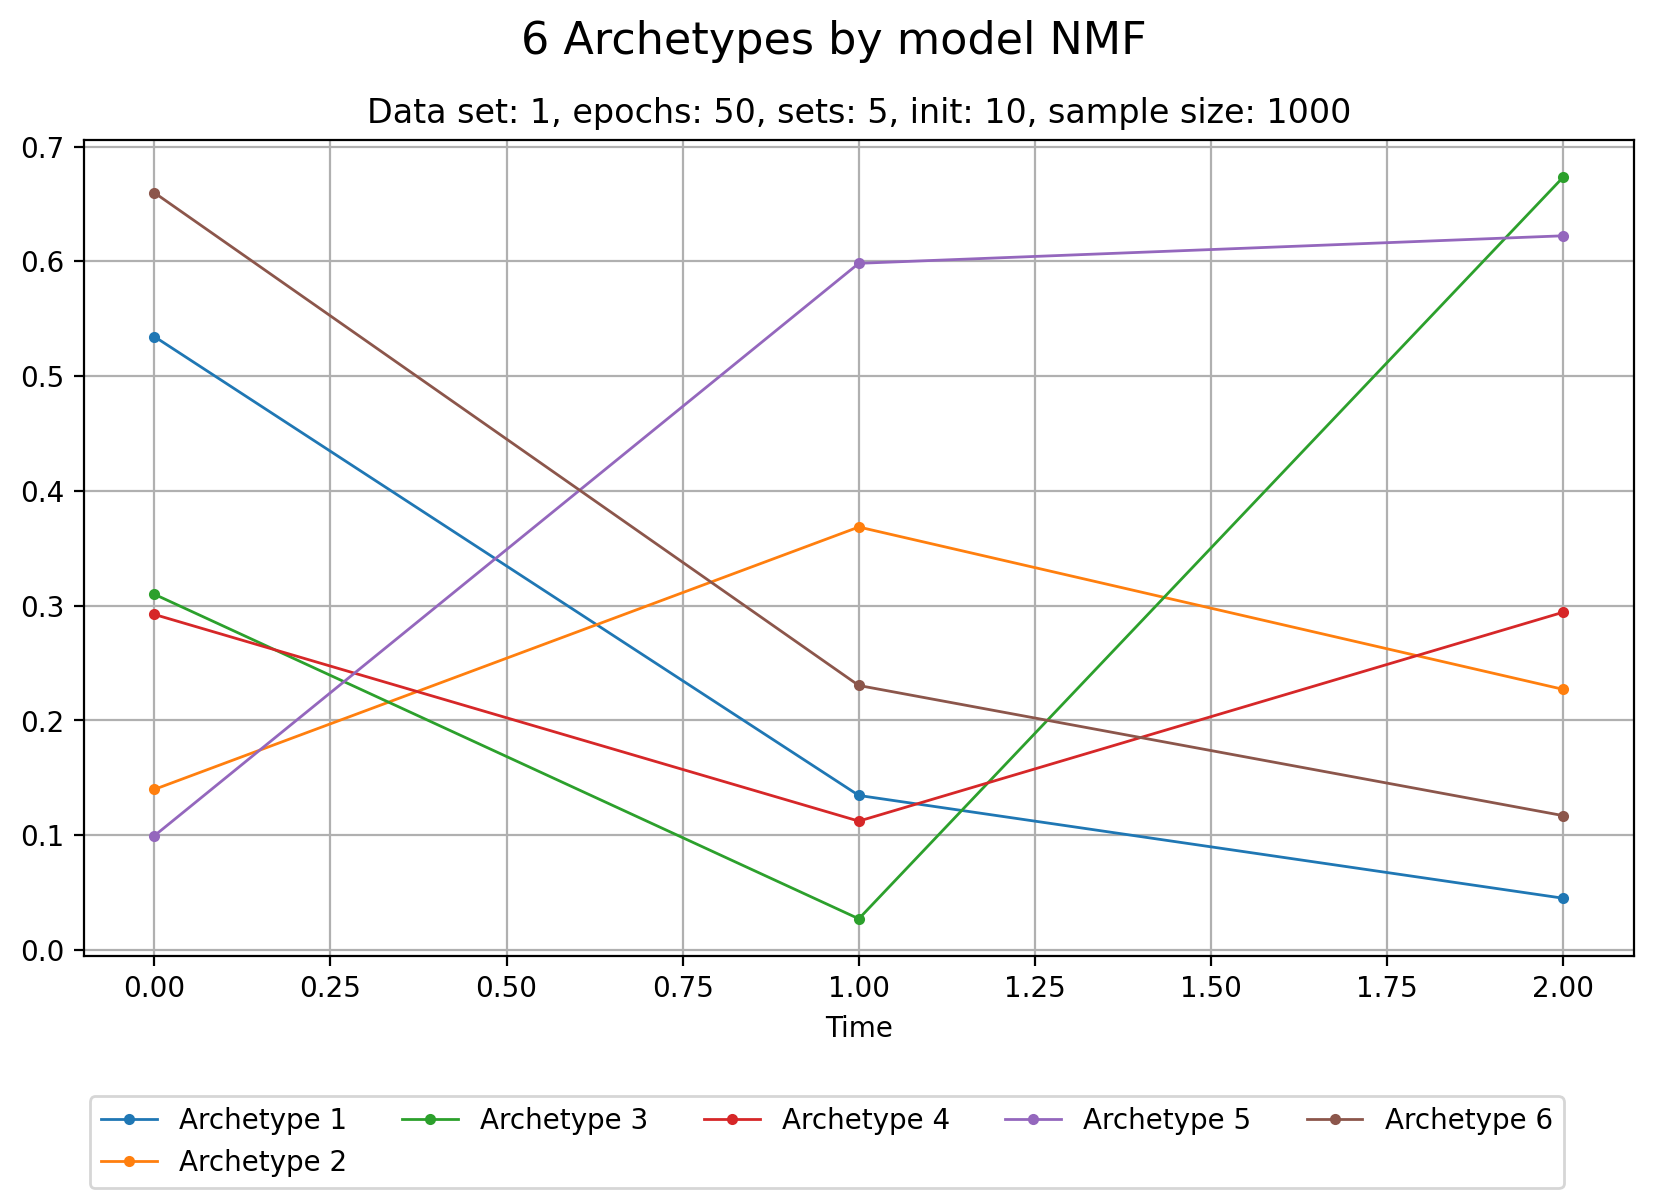 6 Archetypes by model NMF
Data set: 1, epochs: 50, sets: 5, init: 10, sample size: 1000
0.7
0.6
0.5
0.4
0.3
0.2
0.1
0.0
0.00 0.25 0.50 0.75 1.00 1.25 1.50 1.75 2.00
Time
Archetype 1 Archetype 3 Archetype 4 Archetype 5 Archetype 6
Archetype 2